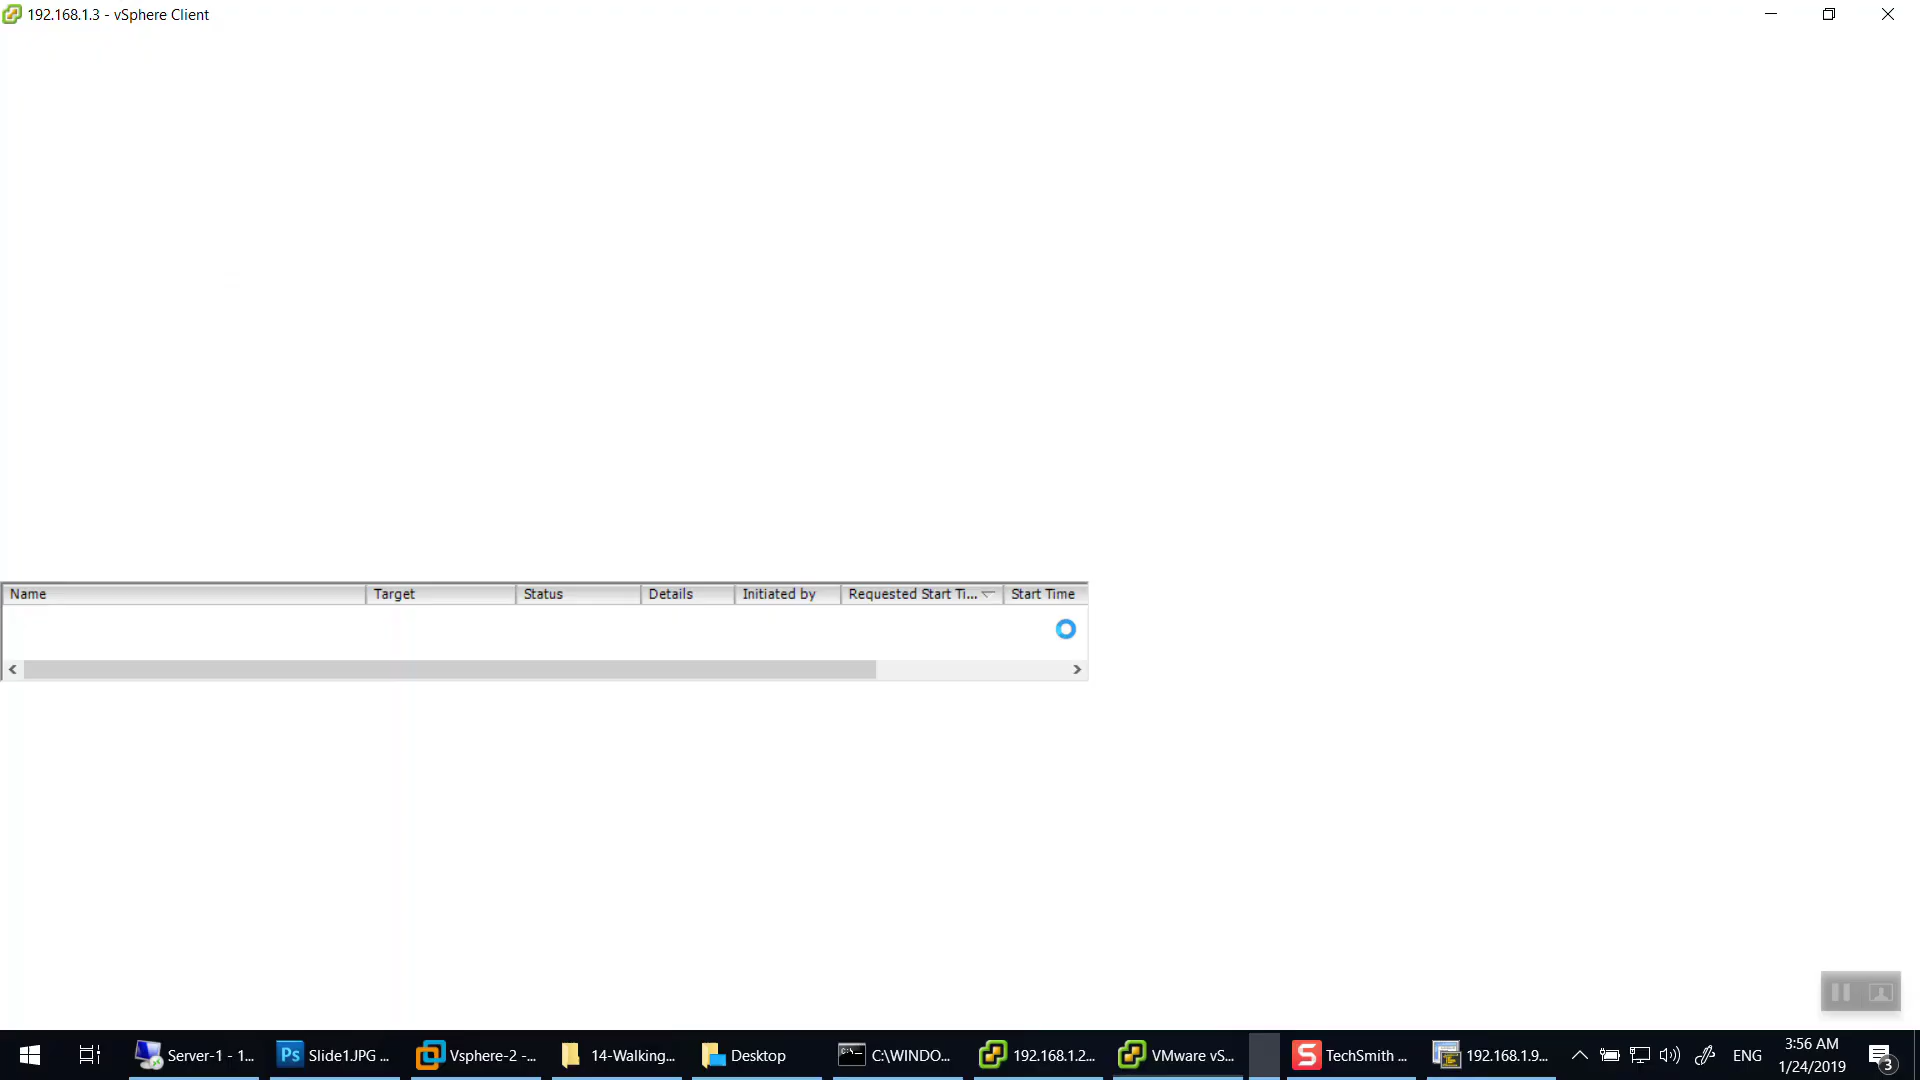 192.168.1.3 - vSphere Client
Name Target Status Details Initiated by Requested Start Ti... Start Time
Server-1 - 1... Slide1.JPG ... Vsphere-2 -... 14-Walking... Desktop C:\WINDO... 192.168.1.2... VMware vS... TechSmith ... 192.168.1.9... ENG 3:56 AM
1/24/2019
3